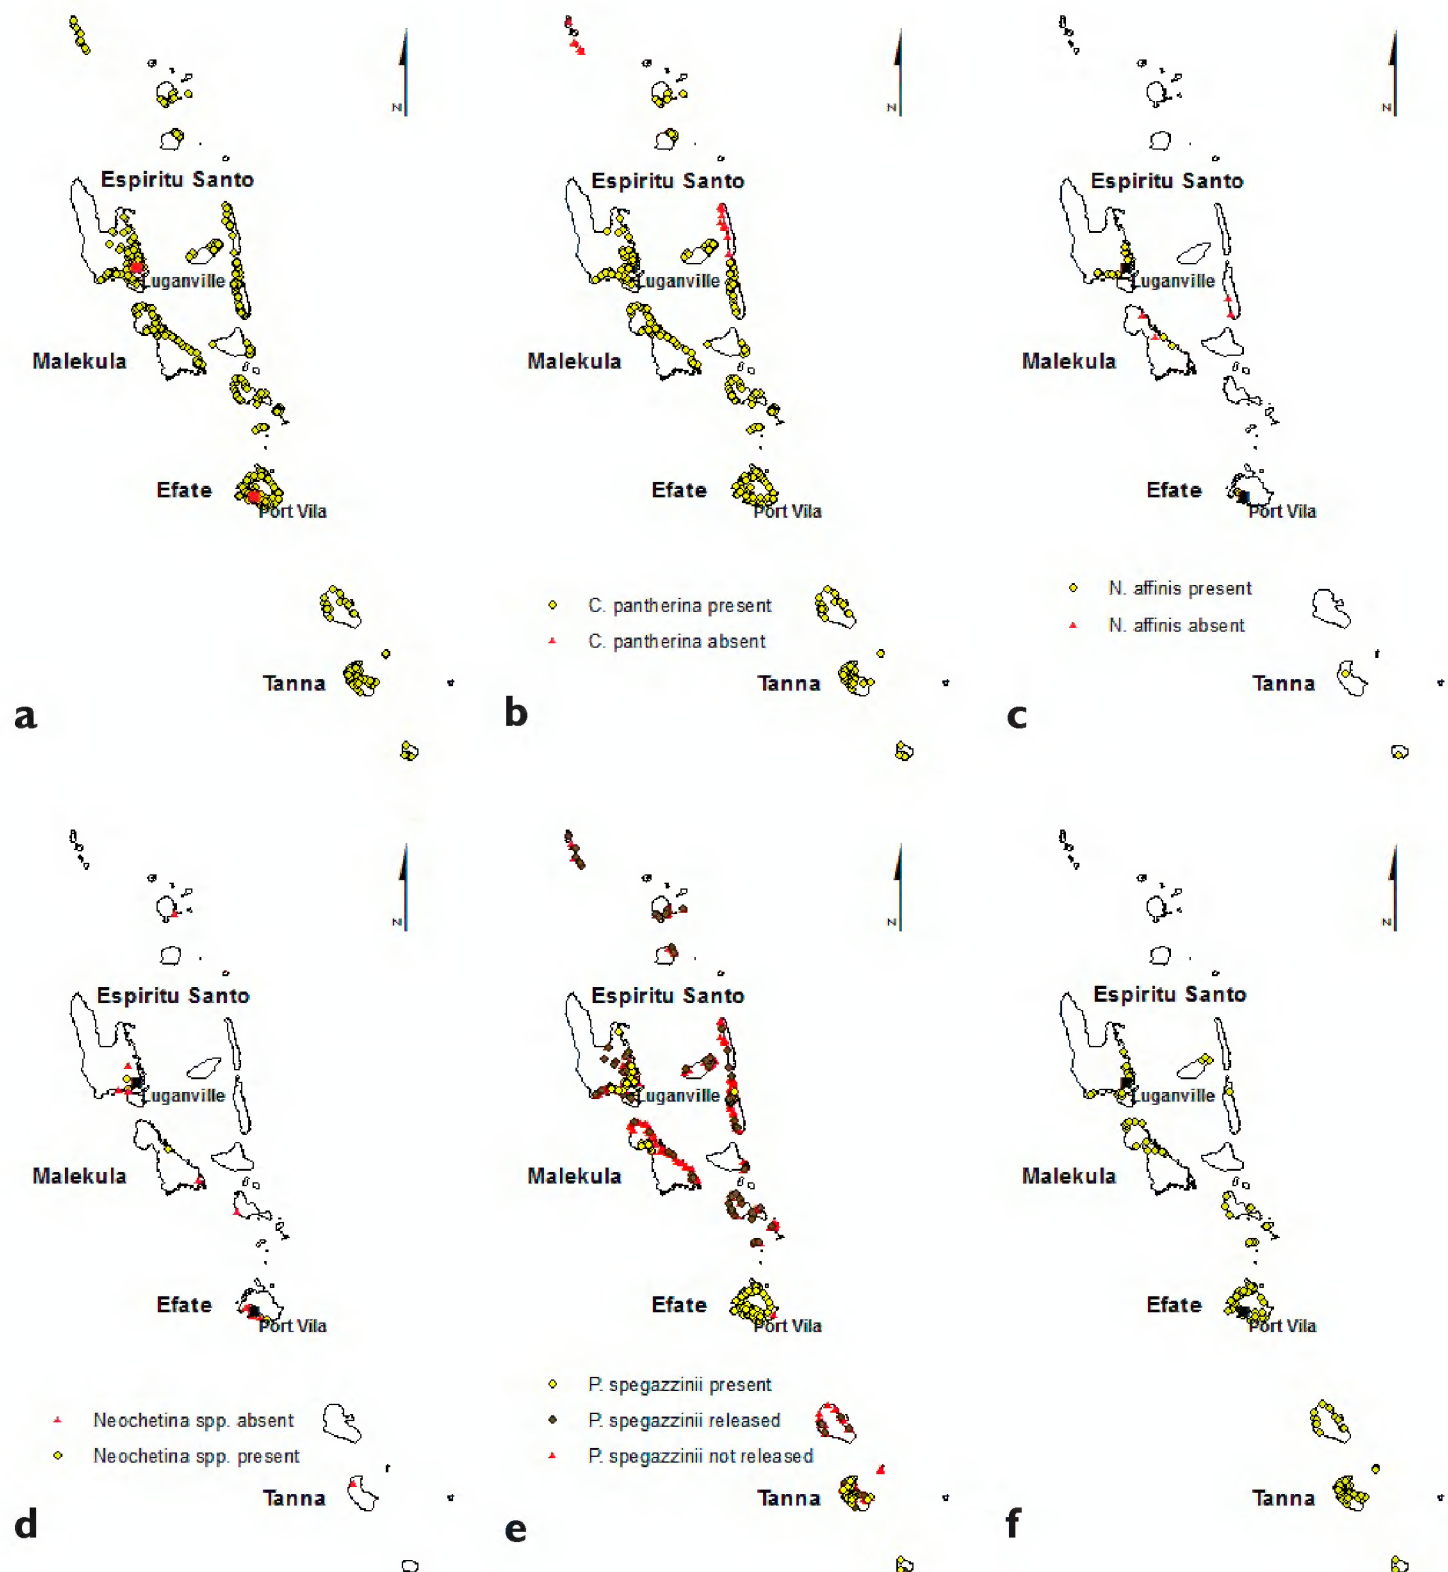 N
Espiritu Santo
Luganville
Malekula
Efate
Port Vila
Tanna
a
N
Espiritu Santo
Luganville
Malekula
Efate
Port Vila
C. pantherina present
C. pantherina absent
Tanna
b
N
Espiritu Santo
Luganville
Malekula
Efate
Port Vila
N. affinis present
N. affinis absent
Tanna
c
N
Espiritu Santo
Luganville
Malekula
Efate
Port Vila
Neochetina spp. absent
Neochetina spp. present
Tanna
d
N
Espiritu Santo
Luganville
Malekula
Efate
Port Vila
P. spegazzinii present
P. spegazzinii released
P. spegazzinii not released
Tanna
e
N
Espiritu Santo
Luganville
Malekula
Efate
Port Vila
Tanna
f